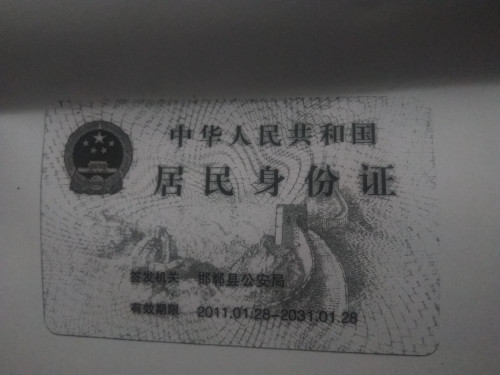 中华人民共和国
居民身份证
签发机关 邯郸县公安局
有效期限 2011.01.28-2031.01.28